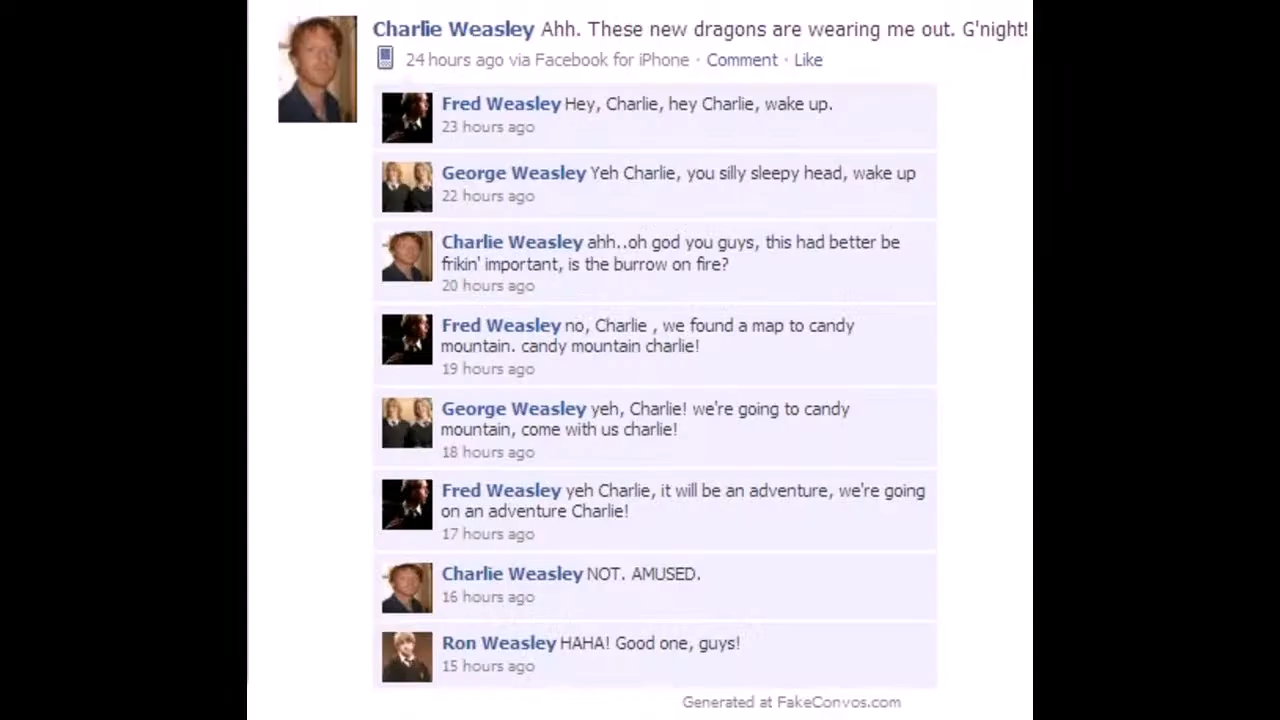 Charlie Weasley Ahh. These new dragons are wearing me out. G'night!
24 hours ago via Facebook for iPhone · Comment · Like
Fred Weasley Hey, Charlie, hey Charlie, wake up.
23 hours ago
George Weasley Yeh Charlie, you silly sleepy head, wake up
22 hours ago
Charlie Weasley ahh..oh god you guys, this had better be
frikin' important, is the burrow on fire?
20 hours ago
Fred Weasley no, Charlie , we found a map to candy
mountain. candy mountain charlie!
19 hours ago
George Weasley yeh, Charlie! we're going to candy
mountain, come with us charlie!
18 hours ago
Fred Weasley yeh Charlie, it will be an adventure, we're going
on an adventure Charlie!
17 hours ago
Charlie Weasley NOT. AMUSED.
16 hours ago
Ron Weasley HAHA! Good one, guys!
15 hours ago
Generated at FakeConvos.com